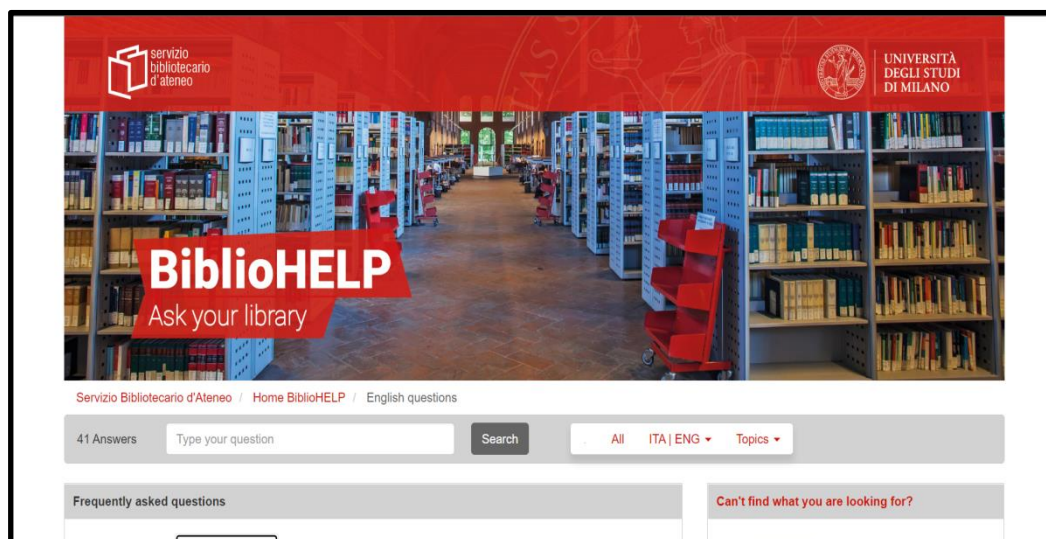 servizio
bibliotecario
d'ateneo
UNIVERSITÀ
DEGLI STUDI
DI MILANO
BiblioHELP
Ask your library
Servizio Bibliotecario d'Ateneo / Home BiblioHELP / English questions
41 Answers Type your question Search All ITA | ENG Topics
Frequently asked questions
Can't find what you are looking for?